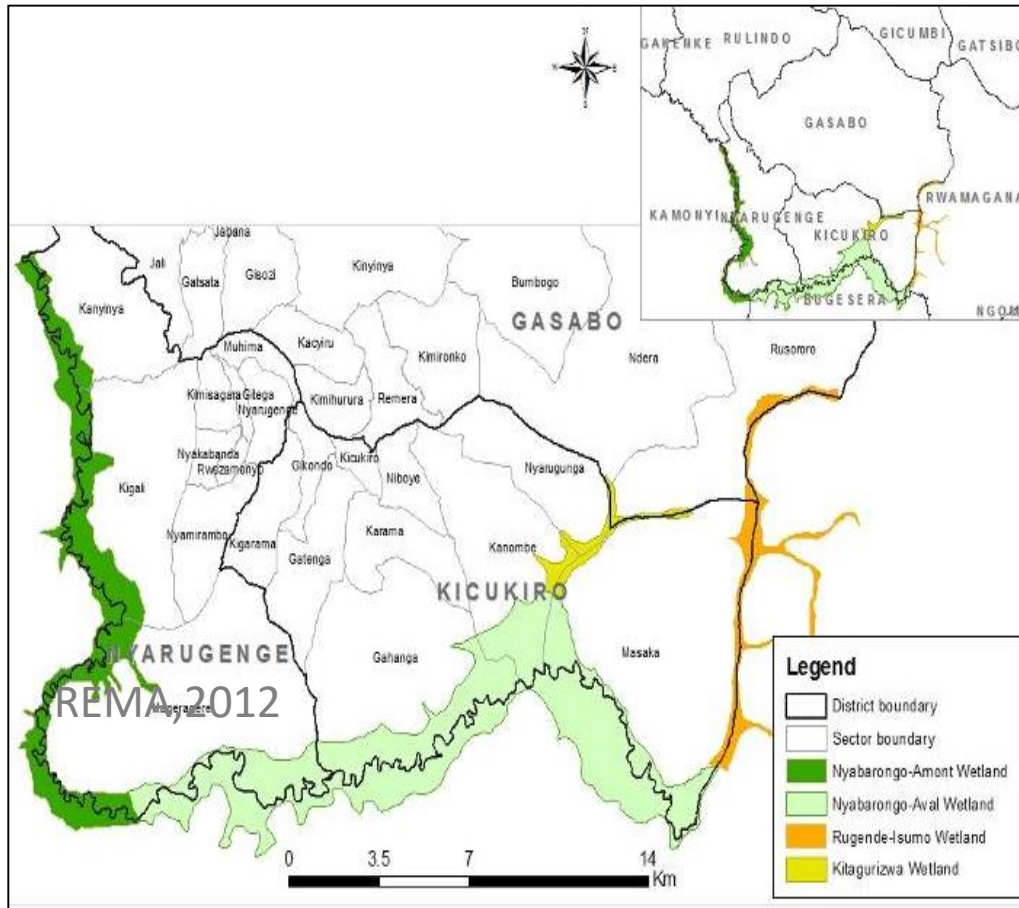 N
W
E
S
GAKENKE
RULINDO
GICUMBI
GATSIBO
GASABO
RWAMAGANA
KAMONYI
NYARUGENGE
KICUKIRO
BUGESERA
NGOM
Jabana
Jali
Gatsata
Gisozi
Kinyinya
Bumbogo
Kanyinya
GASABO
Muhima
Kacyiru
Kimironko
Ndera
Rusororo
Kimisagara
Gitega
Nyarugenge
Kimihurura
Remera
Nyakabanda
Rwezamenyo
Gikondo
Kicukiro
Niboye
Nyarugunga
Kigali
Nyamirambo
Kigarama
Gatenga
Karama
Kanombe
KICUKIRO
NYARUGENGE
Gahanga
Masaka
REMA,2012
Mageragere
Legend
District boundary
Sector boundary
Nyabarongo-Amont Wetland
Nyabarongo-Aval Wetland
Rugende-Isumo Wetland
Kitagurizwa Wetland
0 3.5 7 14
Km